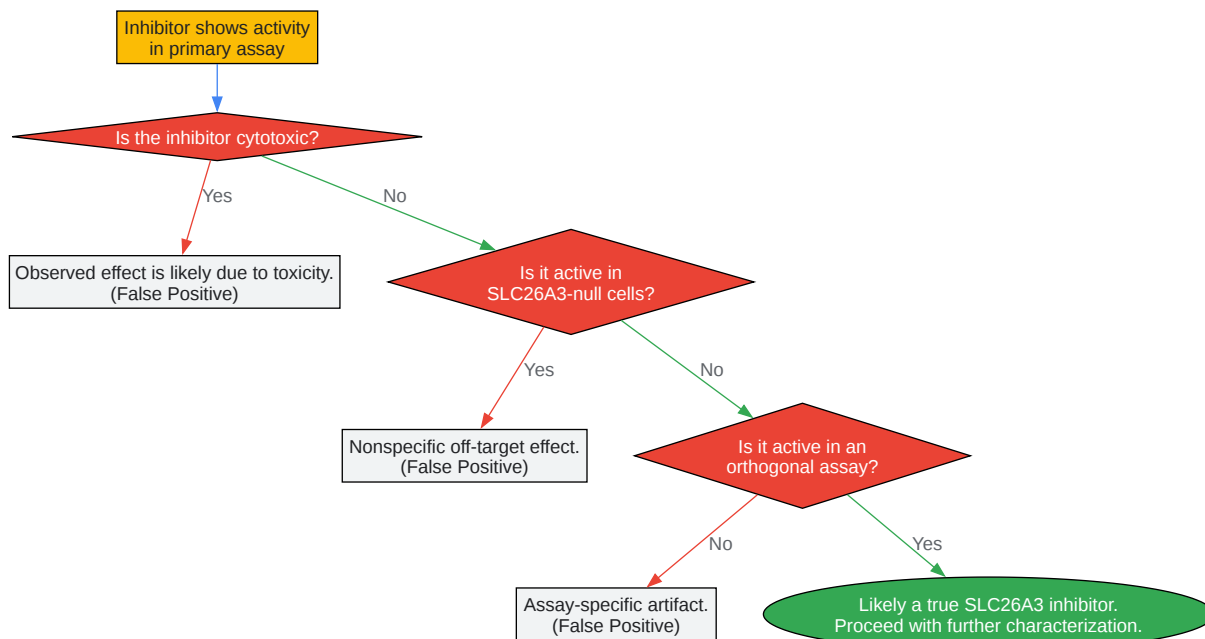 Inhibitor shows activity
in primary assay
Is the inhibitor cytotoxic?
Yes
No
Observed effect is likely due to toxicity.
(False Positive)
Is it active in
SLC26A3-null cells?
Yes
No
Nonspecific off-target effect.
(False Positive)
Is it active in an
orthogonal assay?
No
Yes
Assay-specific artifact.
(False Positive)
Likely a true SLC26A3 inhibitor.
Proceed with further characterization.